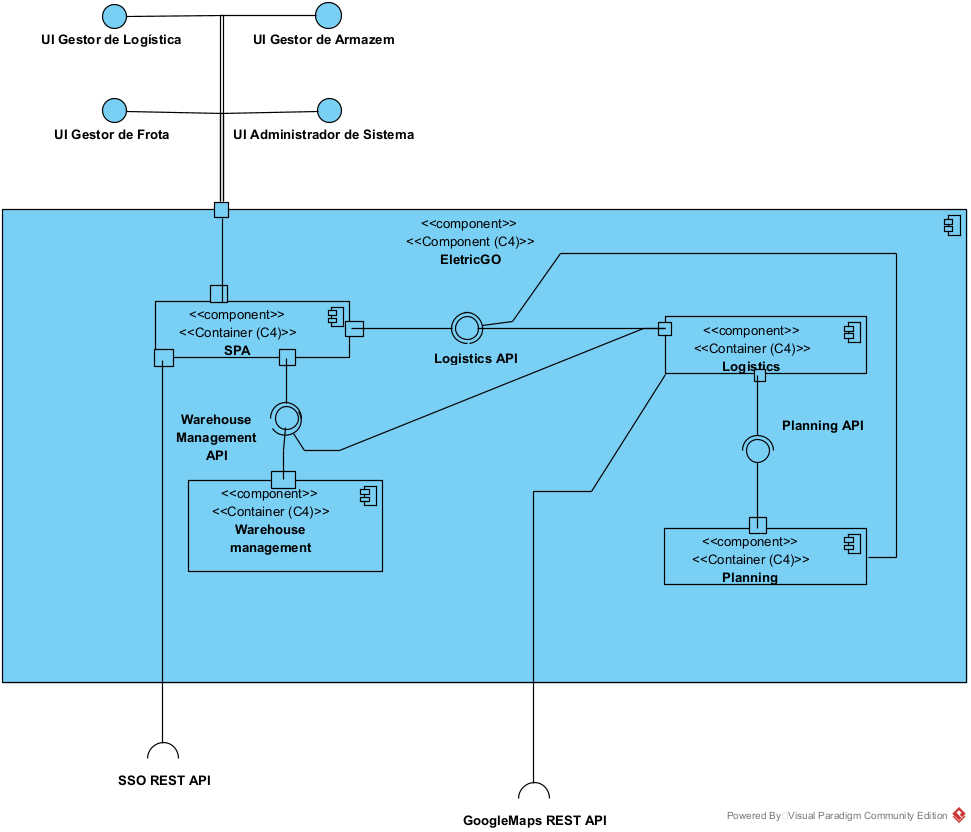 UI Gestor de Logística
UI Gestor de Armazem
UI Gestor de Frota
UI Administrador de Sistema
<<component>>
<<Component (C4)>>
EletricGO
<<component>>
<<Container (C4)>>
SPA
Logistics API
<<component>>
<<Container (C4)>>
Logistics
Warehouse
Management
API
Planning API
<<component>>
<<Container (C4)>>
Warehouse
management
<<component>>
<<Container (C4)>>
Planning
SSO REST API
GoogleMaps REST API
Powered By Visual Paradigm Community Edition